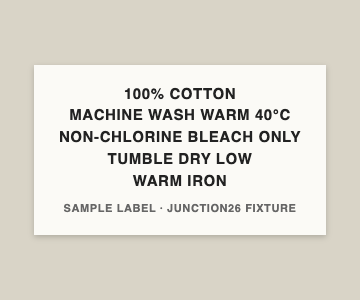 100% COTTON
MACHINE WASH WARM 40°C
NON-CHLORINE BLEACH ONLY
TUMBLE DRY LOW
WARM IRON
SAMPLE LABEL · JUNCTION26 FIXTURE